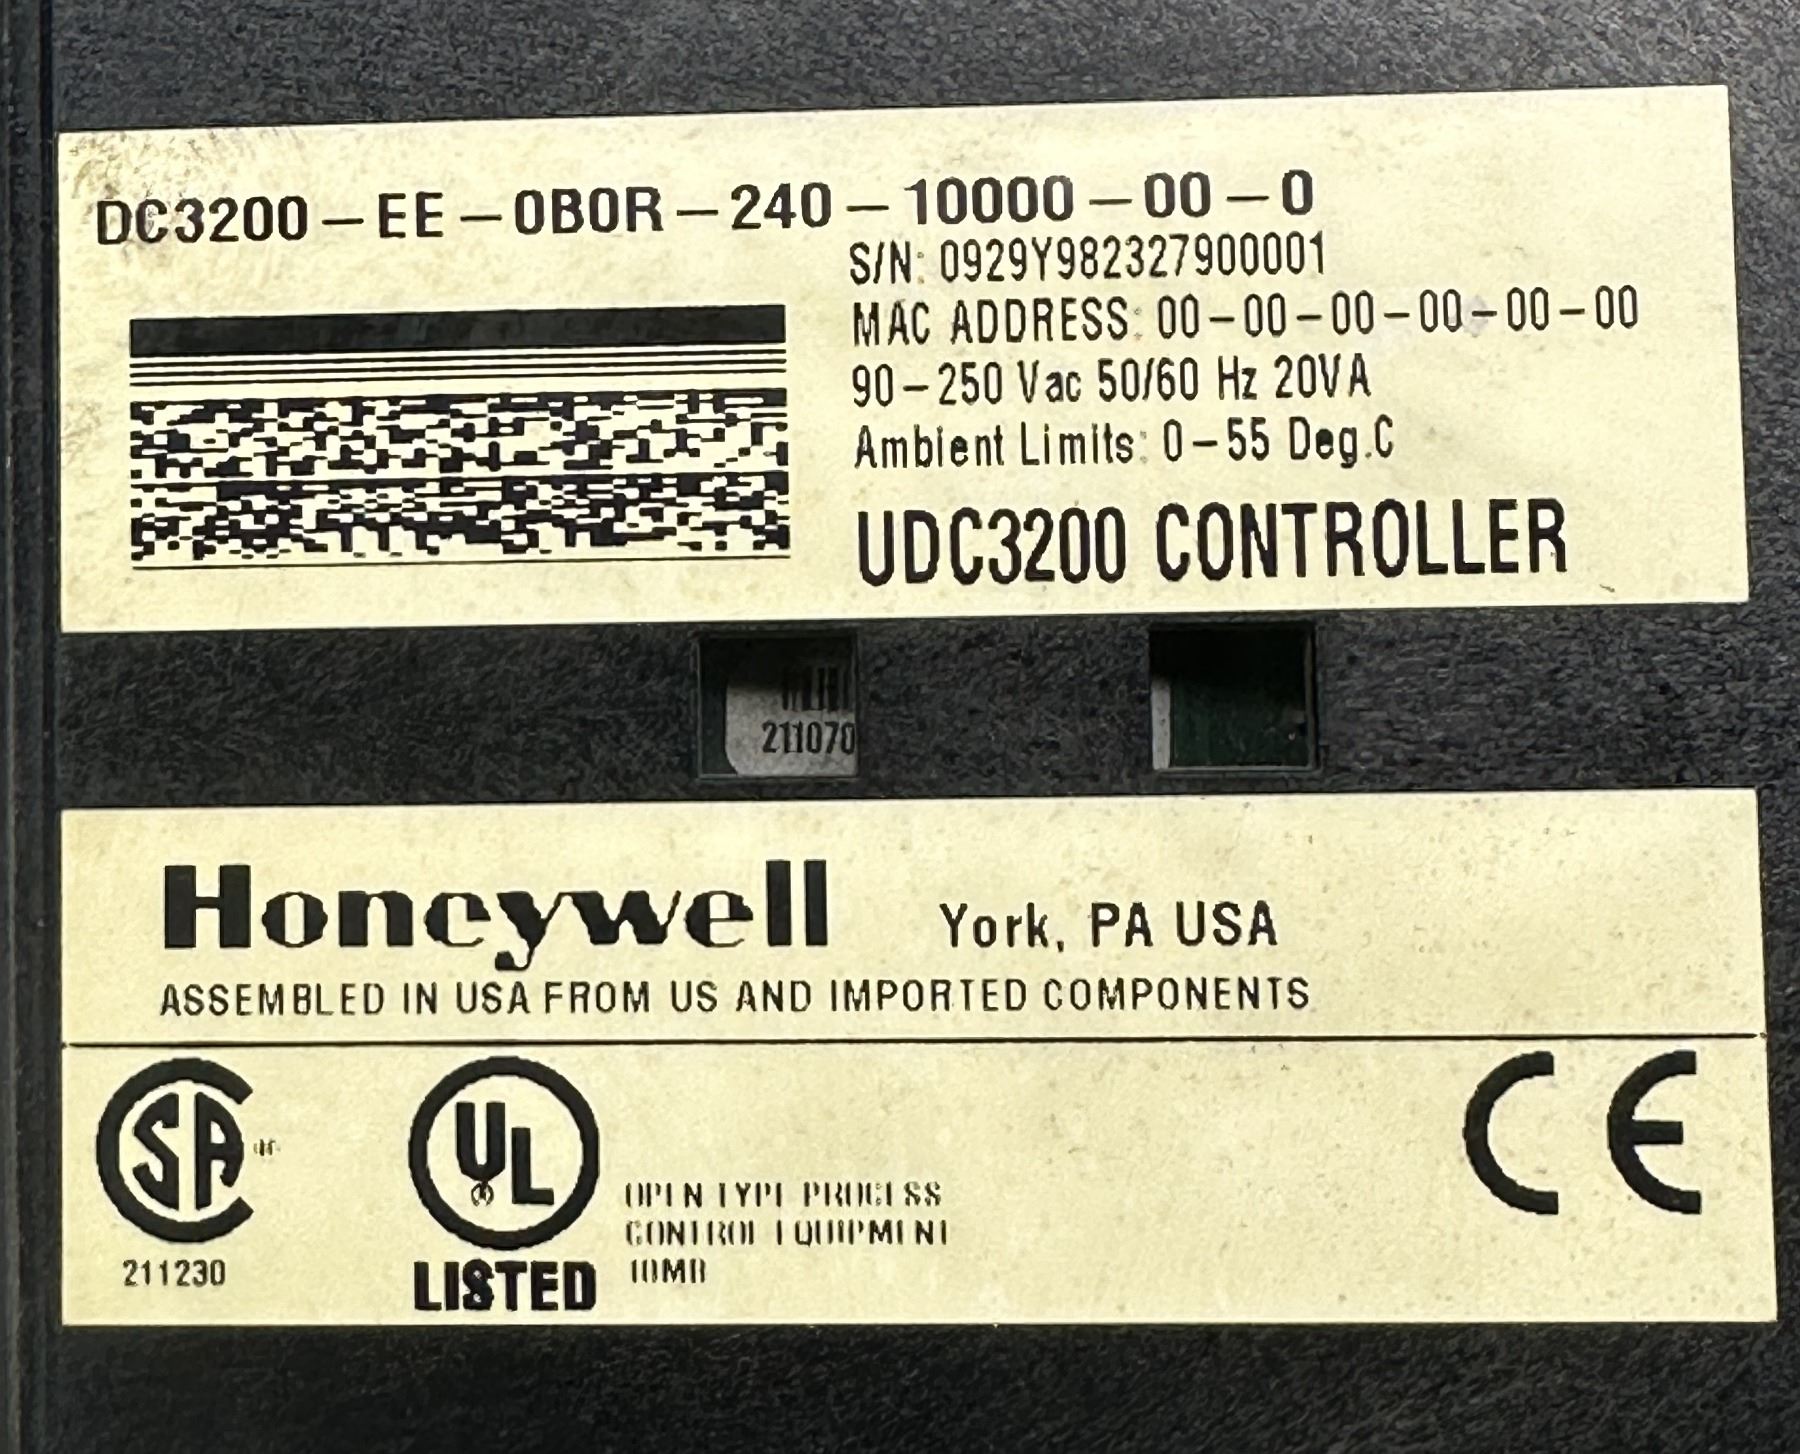 DC3200-EE-0B0R-240-10000-00-0
S/N: 0929Y982327900001
MAC ADDRESS: 00-00-00-00-00-00
90-250 Vac 50/60 Hz 20VA
Ambient Limits: 0-55 Deg.C
UDC3200 CONTROLLER
211070
Honeywell York, PA USA
ASSEMBLED IN USA FROM US AND IMPORTED COMPONENTS
SA
211230
UL
LISTED
OPEN TYPE PROCESS
CONTROL EQUIPMENT
CE